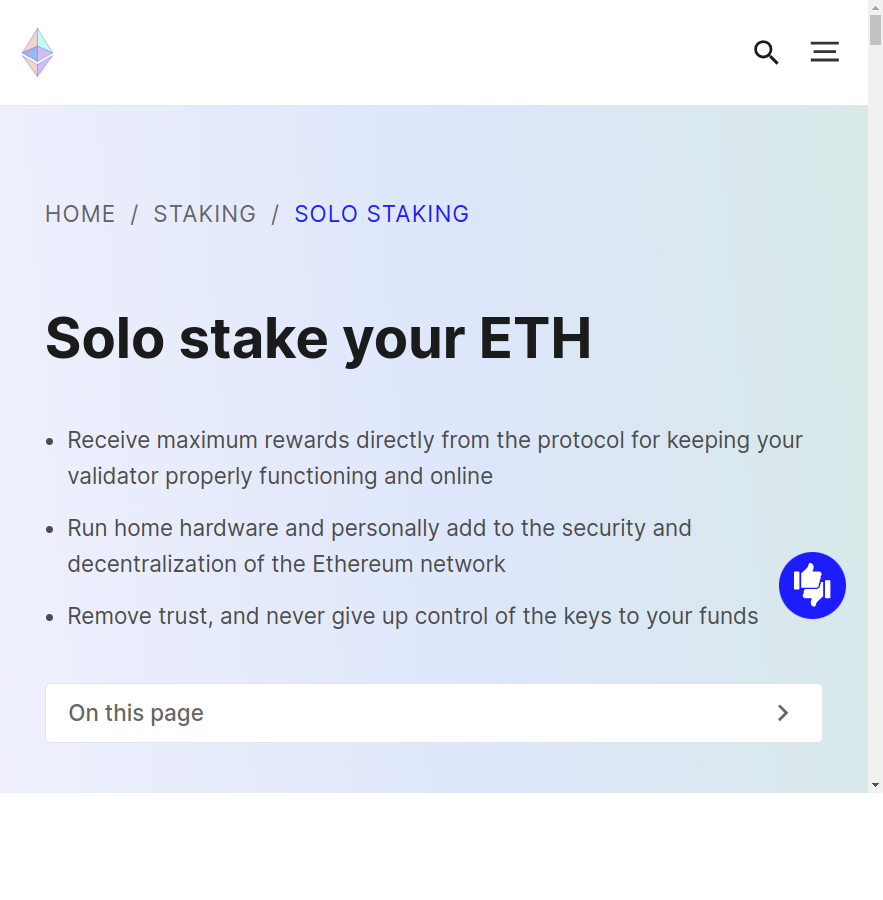 HOME / STAKING / SOLO STAKING
Solo stake your ETH
• Receive maximum rewards directly from the protocol for keeping your
validator properly functioning and online
• Run home hardware and personally add to the security and
decentralization of the Ethereum network
• Remove trust, and never give up control of the keys to your funds
On this page